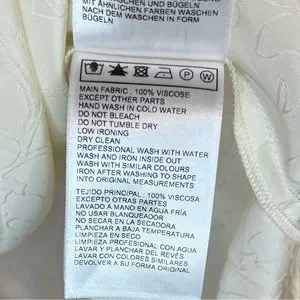 MIT ÄHNLICHEN FARBEN WASCHEN
NACH DEM WASCHEN IN FORM
BÜGELN
P W
MAIN FABRIC : 100% VISCOSE
EXCEPT OTHER PARTS
HAND WASH IN COLD WATER
DO NOT BLEACH
DO NOT TUMBLE DRY
LOW IRONING
DRY CLEAN
PROFESSIONAL WASH WITH WATER
WASH AND IRON INSIDE OUT
WASH WITH SIMILAR COLOURS
IRON AFTER WASHING TO SHAPE
INTO ORIGINAL MEASUREMENTS
TEJIDO PRINCIPAL : 100% VISCOSA
EXCEPTO OTRAS PARTES
LAVADO A MANO EN AGUA FRÍA
NO USAR BLANQUEADOR
NO SECAR EN LA SECADORA
PLANCHAR A BAJA TEMPERATURA
LIMPIEZA EN SECO
LIMPIEZA PROFESIONAL CON AGUA
LAVAR Y PLANCHAR DEL REVÉS
LAVAR CON COLORES SIMILARES
DEVOLVER A SU FORMA ORIGINAL